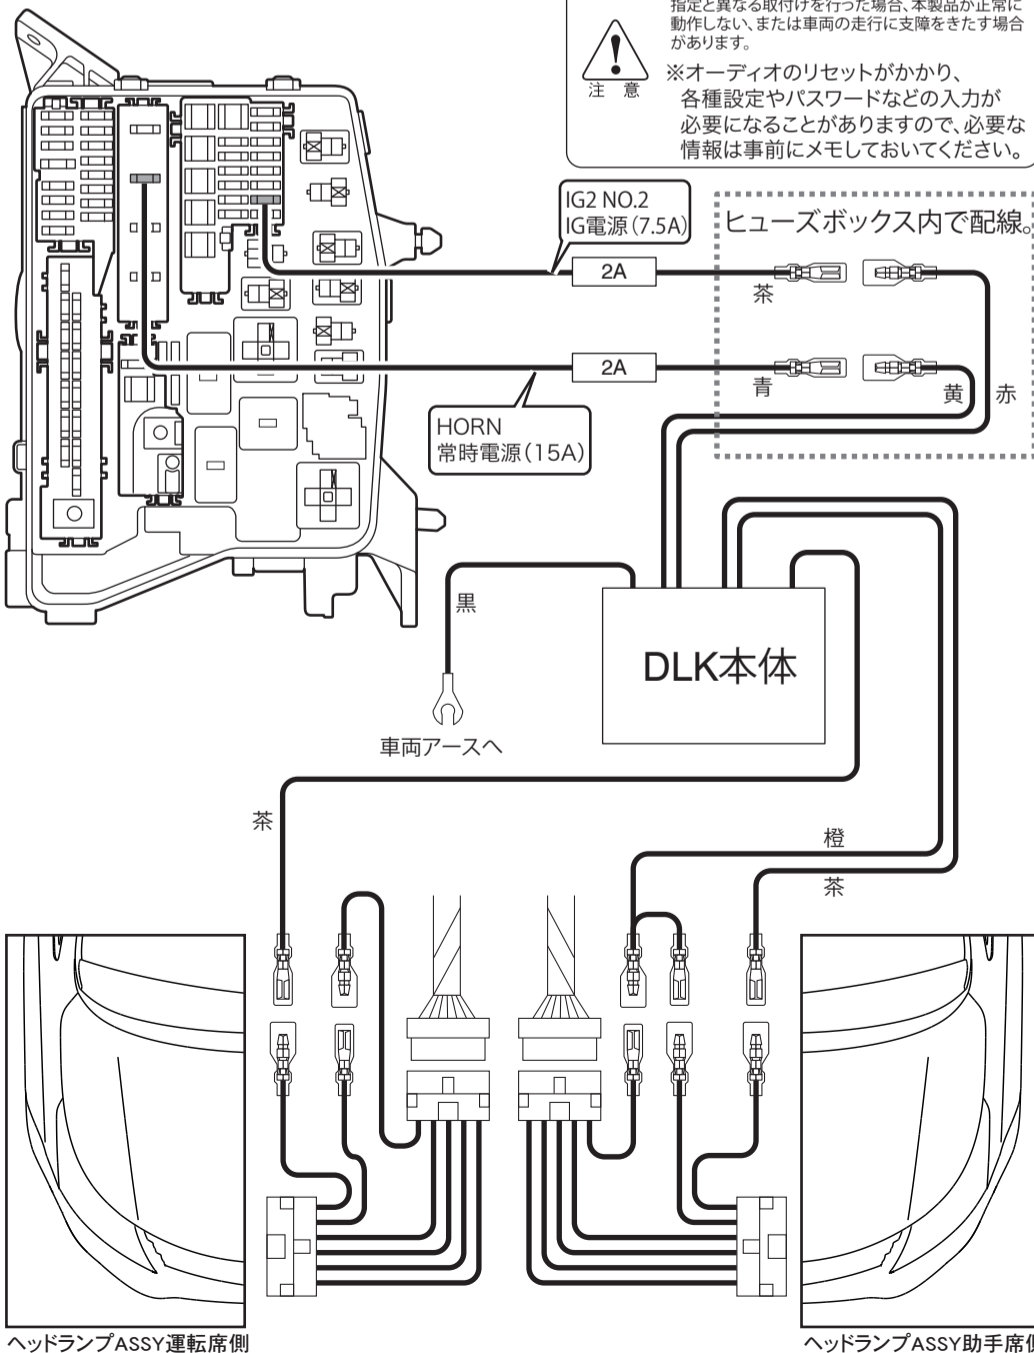 指定と異なる取付けを行った場合、本製品が正常に
動作しない、または車両の走行に支障をきたす場合
があります。
注 意
※オーディオのリセットがかかり、
各種設定やパスワードなどの入力が
必要になることがありますので、必要な
情報は事前にメモしておいてください。
IG2 NO.2
IG電源(7.5A)
ヒューズボックス内で配線。
2A
茶
2A
青
黄
赤
HORN
常時電源(15A)
黒
DLK本体
車両アースへ
茶
橙
茶
ヘッドランプASSY運転席側
ヘッドランプASSY助手席側